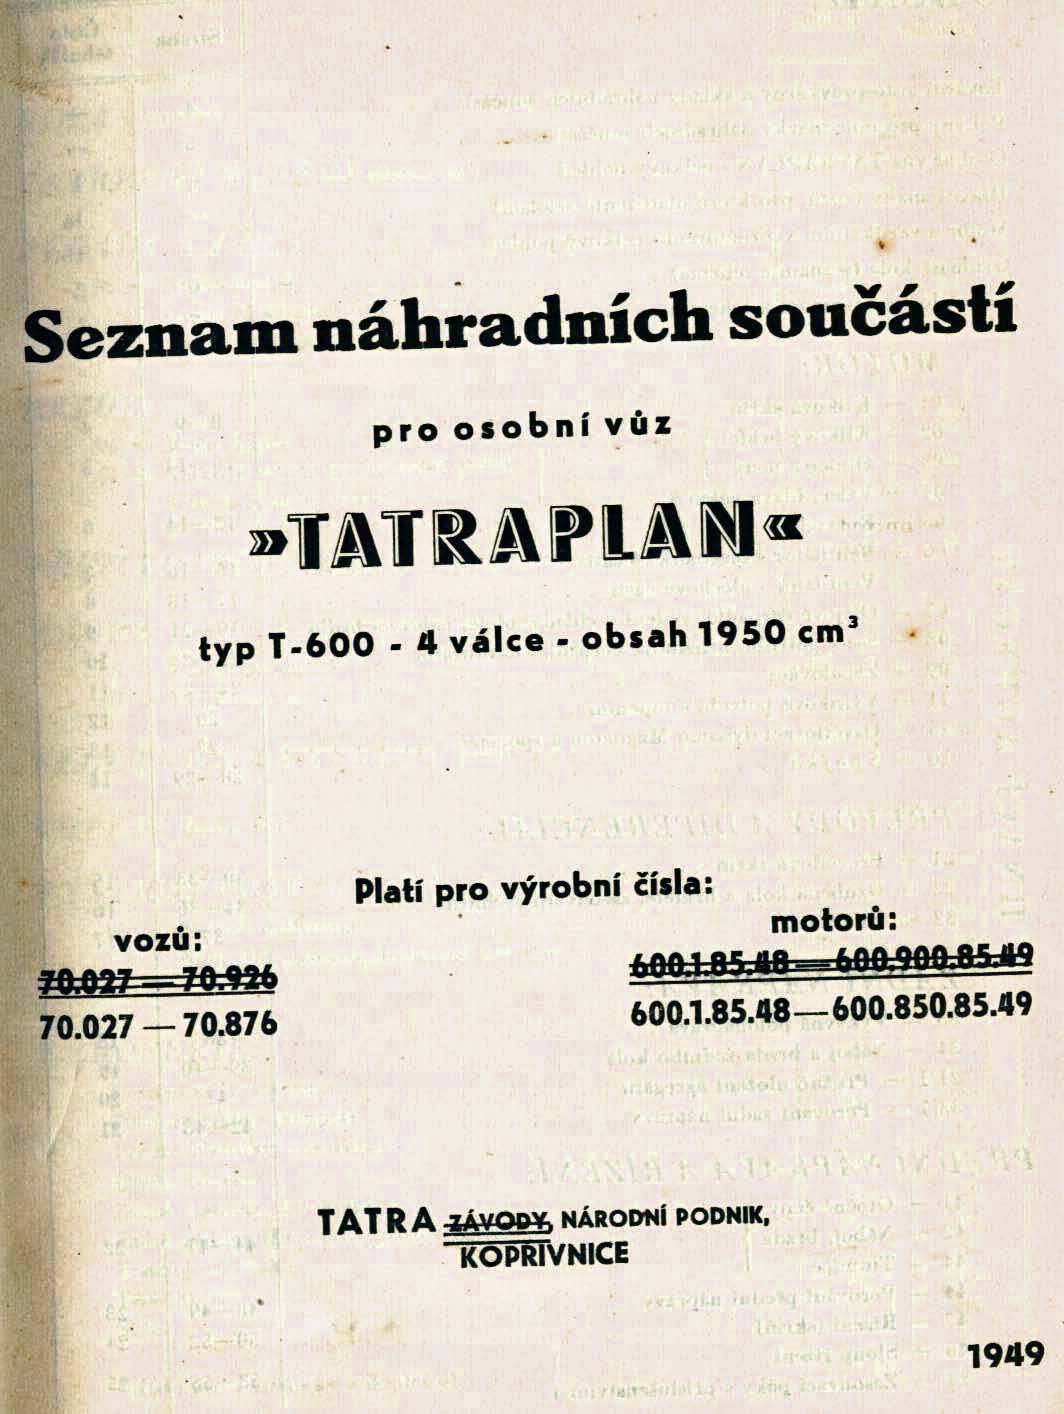 Seznam náhradních součástí
pro osobní vůz
»TATRAPLAN«
typ T-600 - 4 válce - obsah 1950 cm³
Platí pro výrobní čísla:
vozů:
70.027 — 70.926
70.027 — 70.876
motorů:
600.1.85.48 — 600.900.85.49
600.1.85.48—600.850.85.49
TATRA ZÁVODY, NÁRODNÍ PODNIK,
KOPŘIVNICE
1949